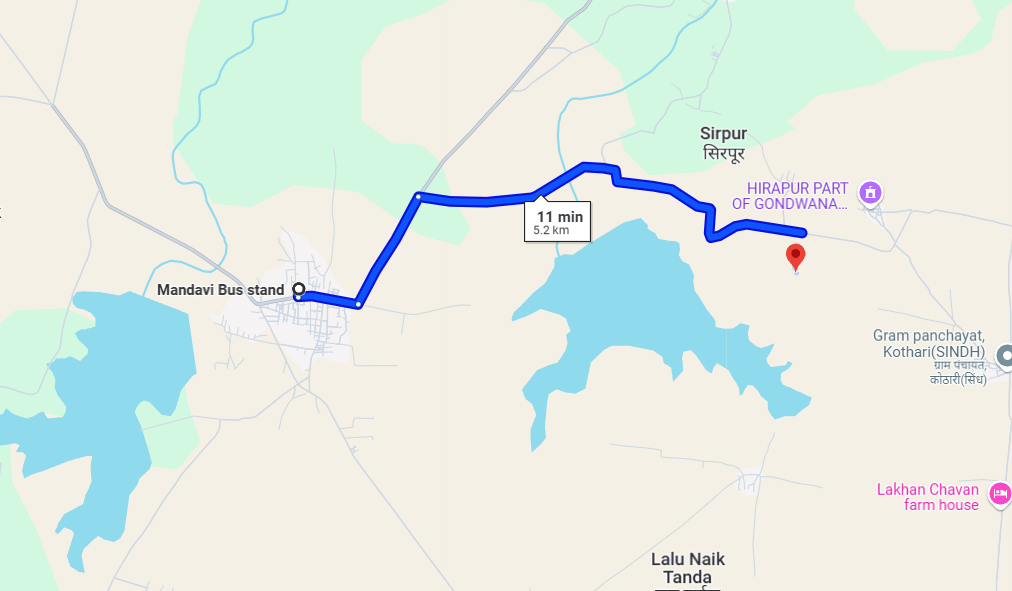 Sirpur
सिरपूर
HIRAPUR PART
OF GONDWANA...
11 min
5.2 km
Mandavi Bus stand
Gram panchayat,
Kothari(SINDH)
ग्राम पंचायत,
कोठारी(सिंध)
Lakhan Chavan
farm house
Lalu Naik
Tanda